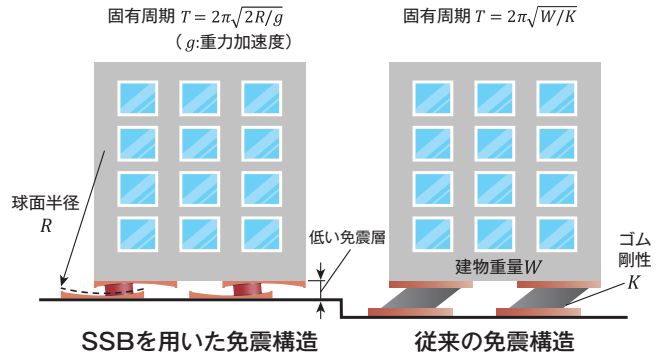 固有周期 T = 2π√2R/g
（g:重力加速度）
固有周期 T = 2π√W/K
球面半径
R
低い免震層
建物重量W
ゴム
剛性
K
SSBを用いた免震構造
従来の免震構造